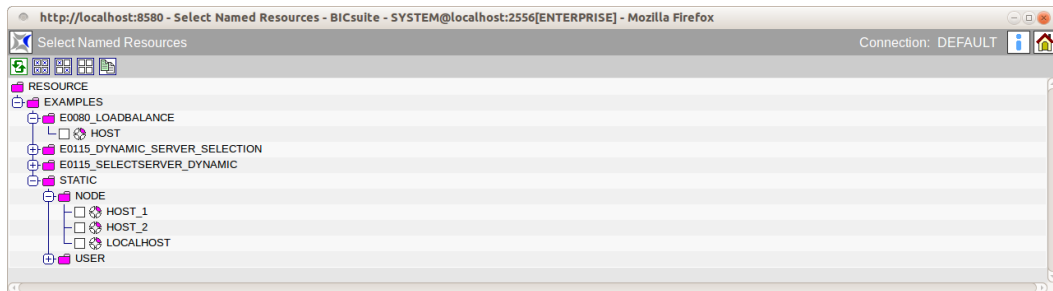 http://localhost:8580 - Select Named Resources - BICsuite - SYSTEM@localhost:2556[ENTERPRISE] - Mozilla Firefox
Select Named Resources Connection: DEFAULT
RESOURCE
EXAMPLES
E0080_LOADBALANCE
HOST
E0115_DYNAMIC_SERVER_SELECTION
E0115_SELECTSERVER_DYNAMIC
STATIC
NODE
HOST_1
HOST_2
LOCALHOST
USER